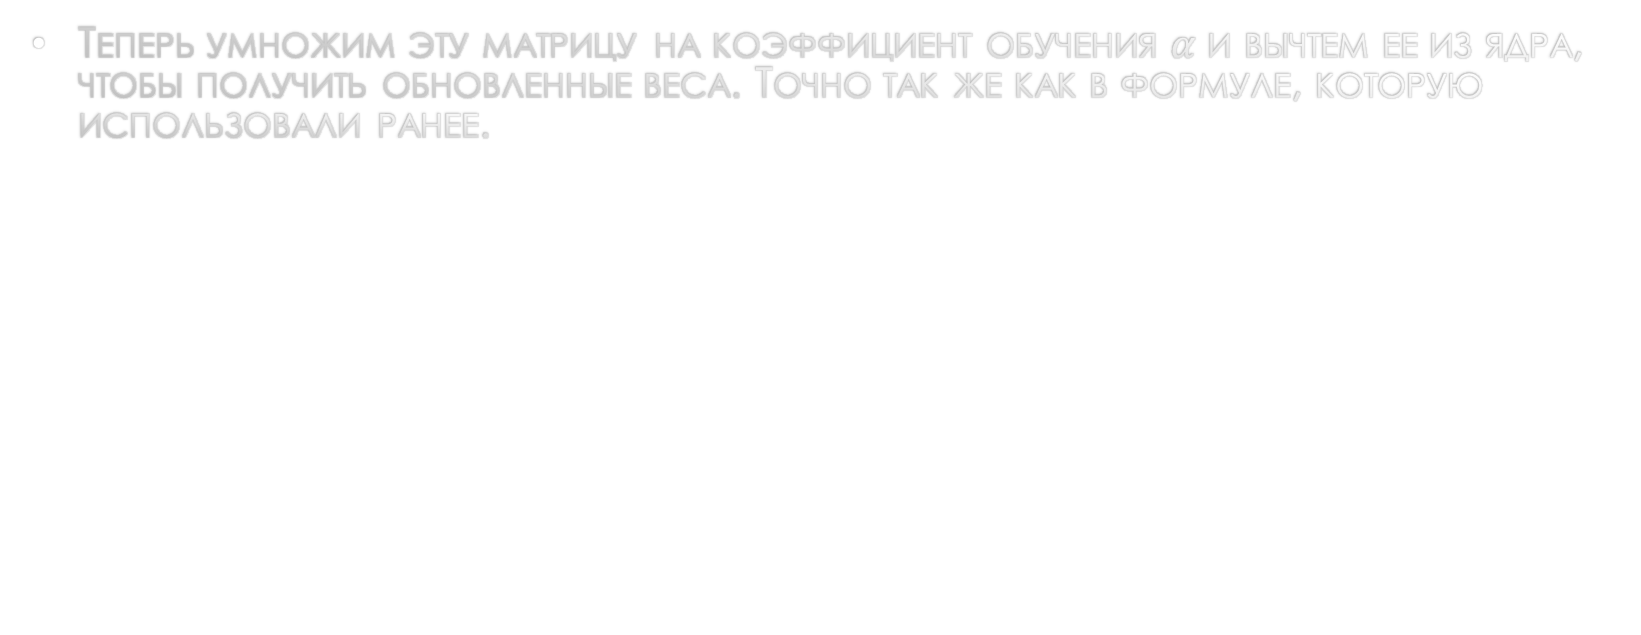 Теперь умножим эту матрицу на коэффициент обучения α и вычтем ее из ядра,
чтобы получить обновленные веса. Точно так же как в формуле, которую
использовали ранее.